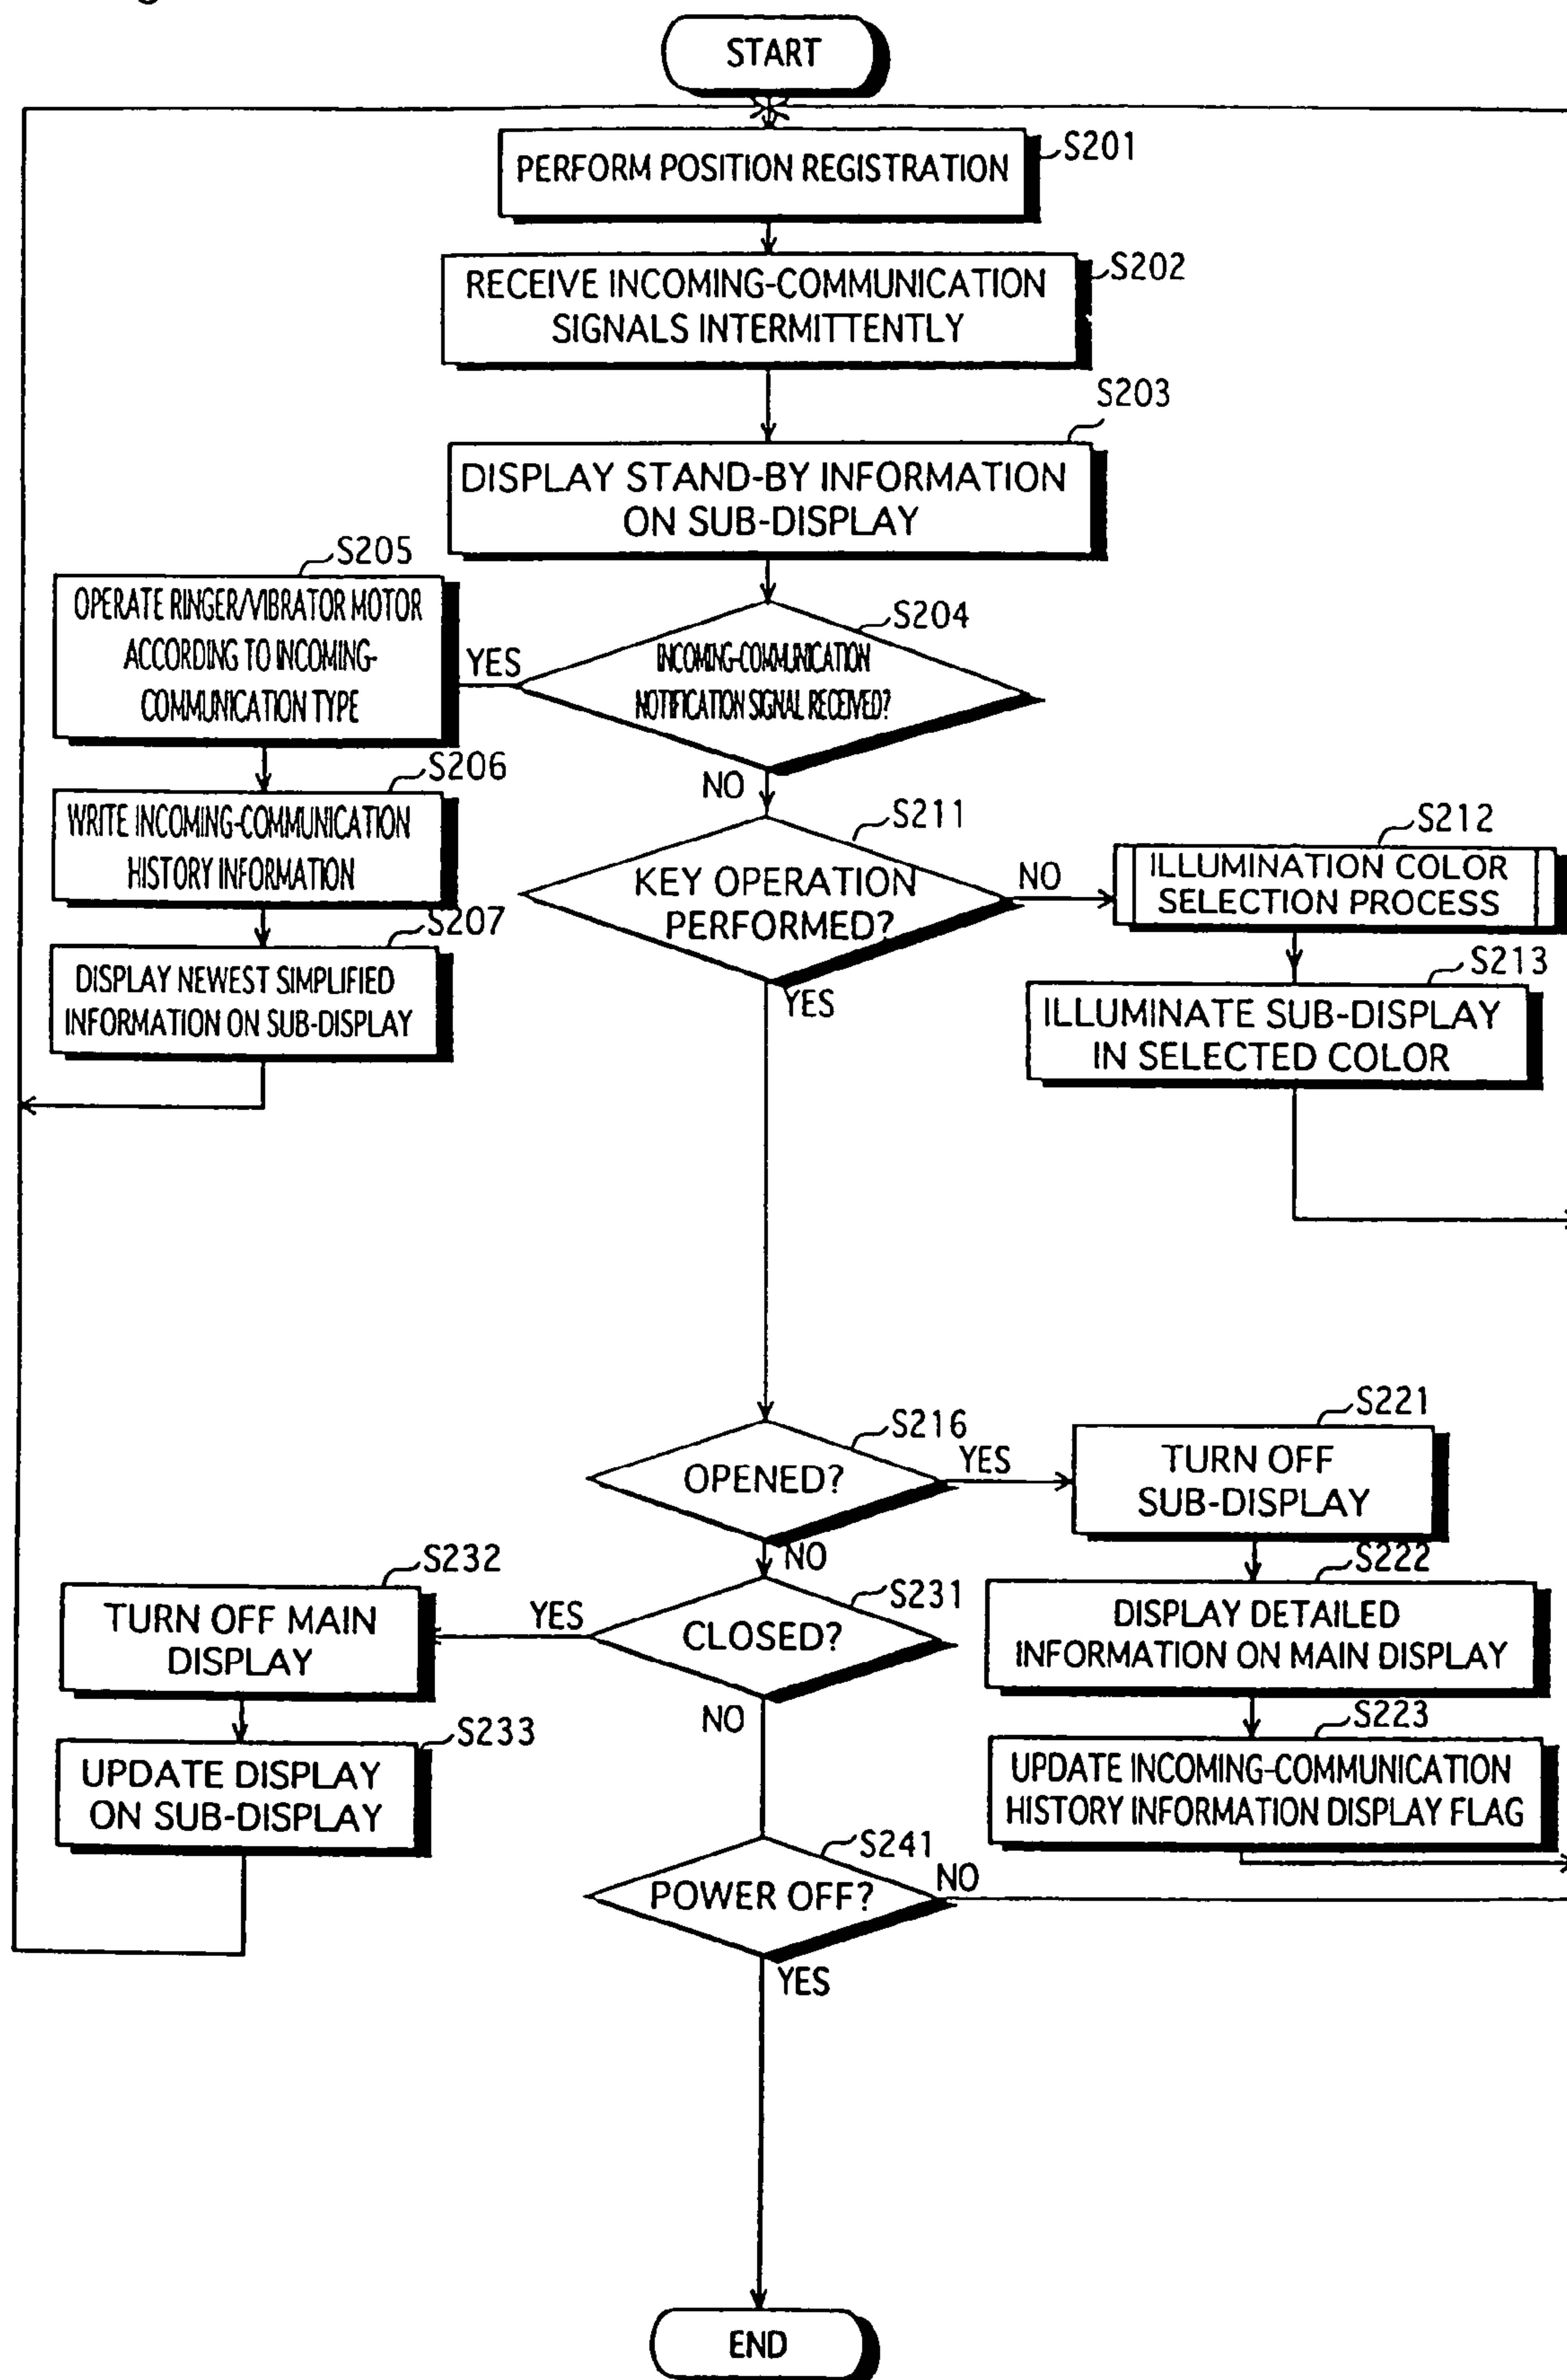 START
PERFORM POSITION REGISTRATION
S201
RECEIVE INCOMING-COMMUNICATION
SIGNALS INTERMITTENTLY
S202
S203
DISPLAY STAND-BY INFORMATION
ON SUB-DISPLAY
S205
OPERATE RINGER/VIBRATOR MOTOR
ACCORDING TO INCOMING-
COMMUNICATION TYPE
YES
S204
INCOMING-COMMUNICATION
NOTIFICATION SIGNAL RECEIVED?
NO
S206
WRITE INCOMING-COMMUNICATION
HISTORY INFORMATION
S207
DISPLAY NEWEST SIMPLIFIED
INFORMATION ON SUB-DISPLAY
S211
KEY OPERATION
PERFORMED?
NO
YES
S212
ILLUMINATION COLOR
SELECTION PROCESS
S213
ILLUMINATE SUB-DISPLAY
IN SELECTED COLOR
S216
OPENED?
YES
NO
S221
TURN OFF
SUB-DISPLAY
S222
DISPLAY DETAILED
INFORMATION ON MAIN DISPLAY
S223
UPDATE INCOMING-COMMUNICATION
HISTORY INFORMATION DISPLAY FLAG
S232
TURN OFF MAIN
DISPLAY
YES
S231
CLOSED?
NO
S233
UPDATE DISPLAY
ON SUB-DISPLAY
S241
POWER OFF?
NO
YES
END